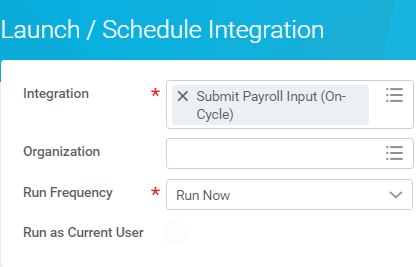 Launch / Schedule Integration
Integration * × Submit Payroll Input (On-
Cycle)
Organization
Run Frequency * Run Now
Run as Current User